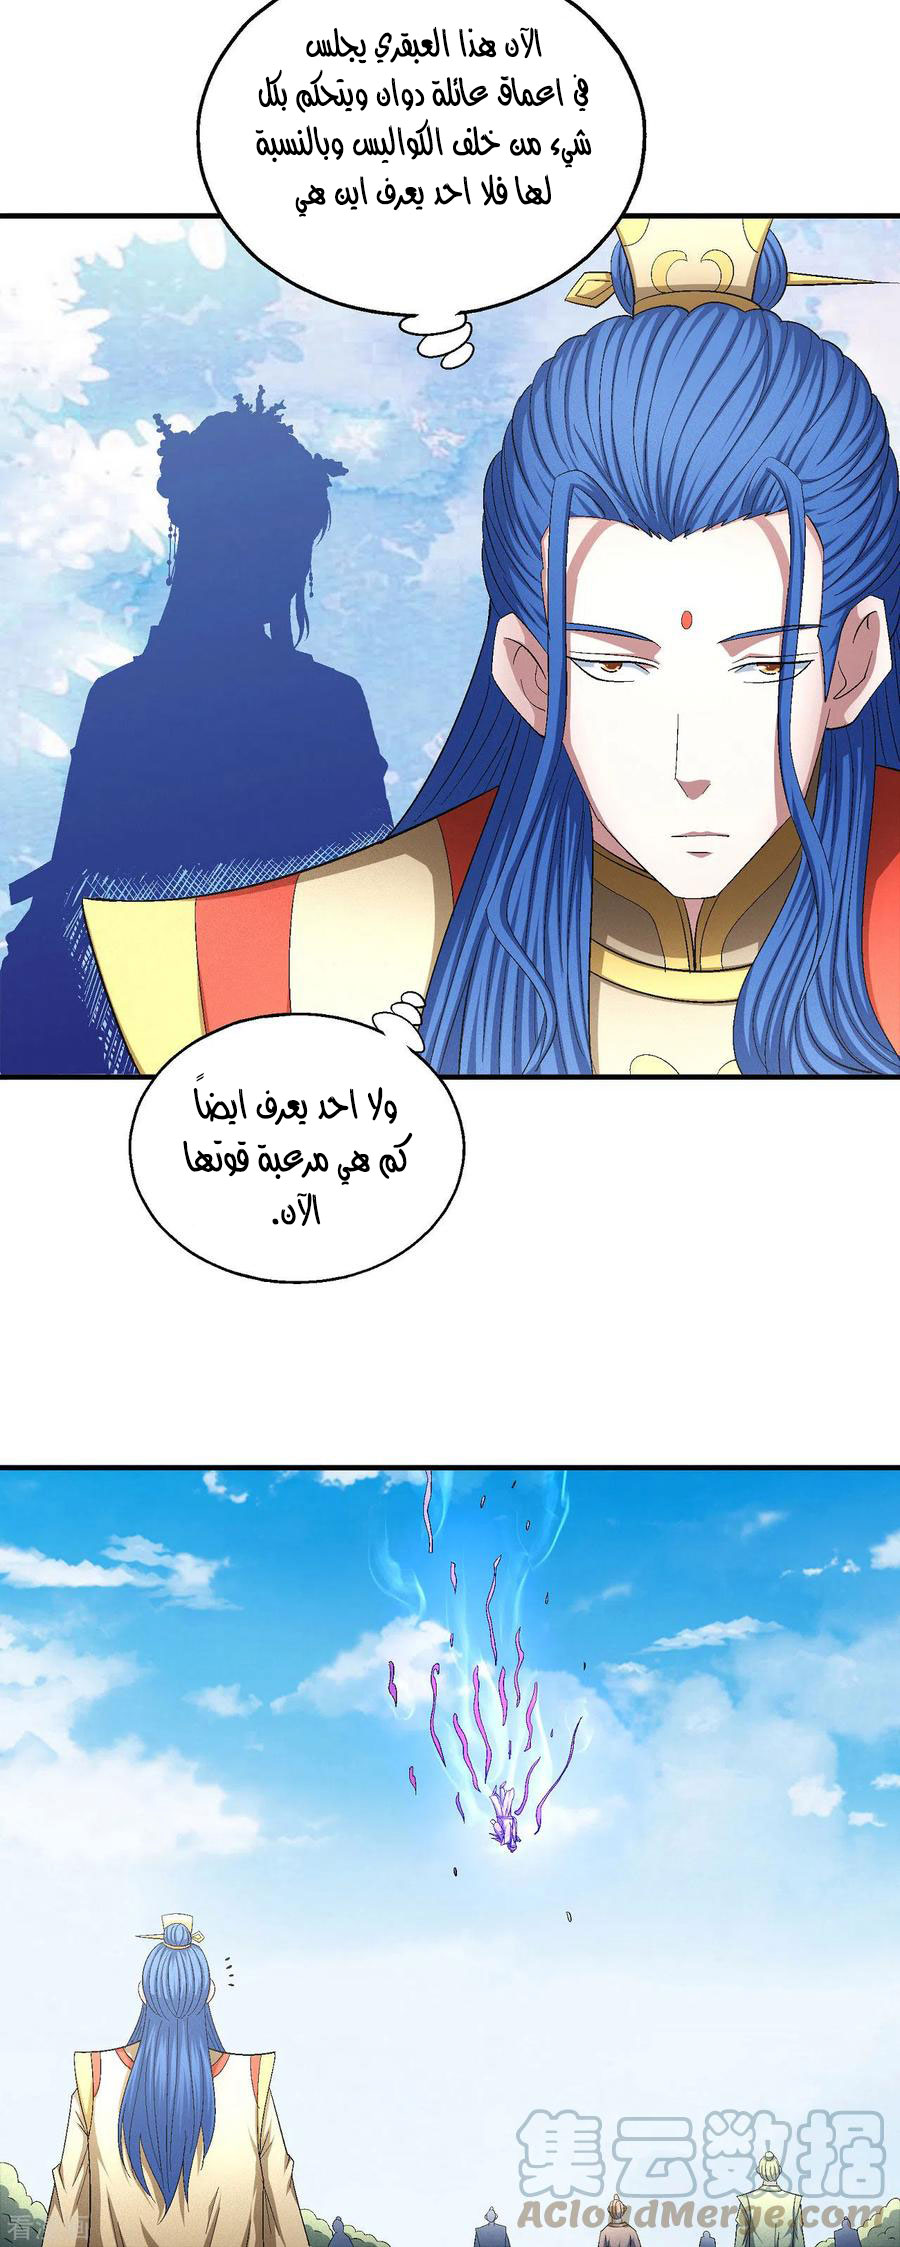 الآن هذا العبقري يجلس
في اعماق عائلة دوان ويتحكم بكل
شيء من خلف الكواليس وبالنسبة
لها فلا احد يعرف اين هي
ولا احد يعرف ايضاً
كم هي مرعبة قوتها
الآن.
集云数据
ACloudMerge.com